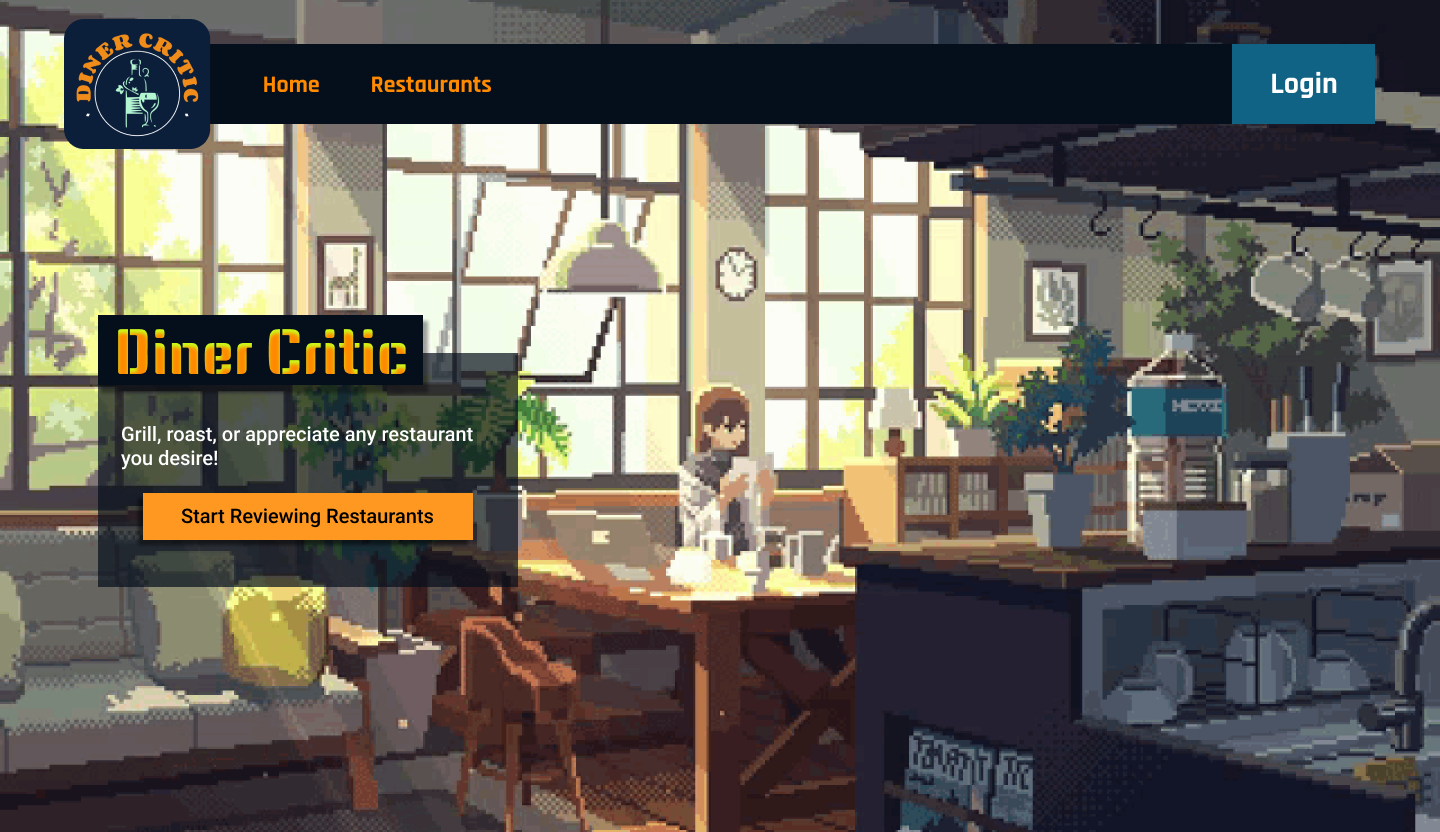 DINER CRITIC
Home
Restaurants
Login
Diner Critic
Grill, roast, or appreciate any restaurant
you desire!
Start Reviewing Restaurants